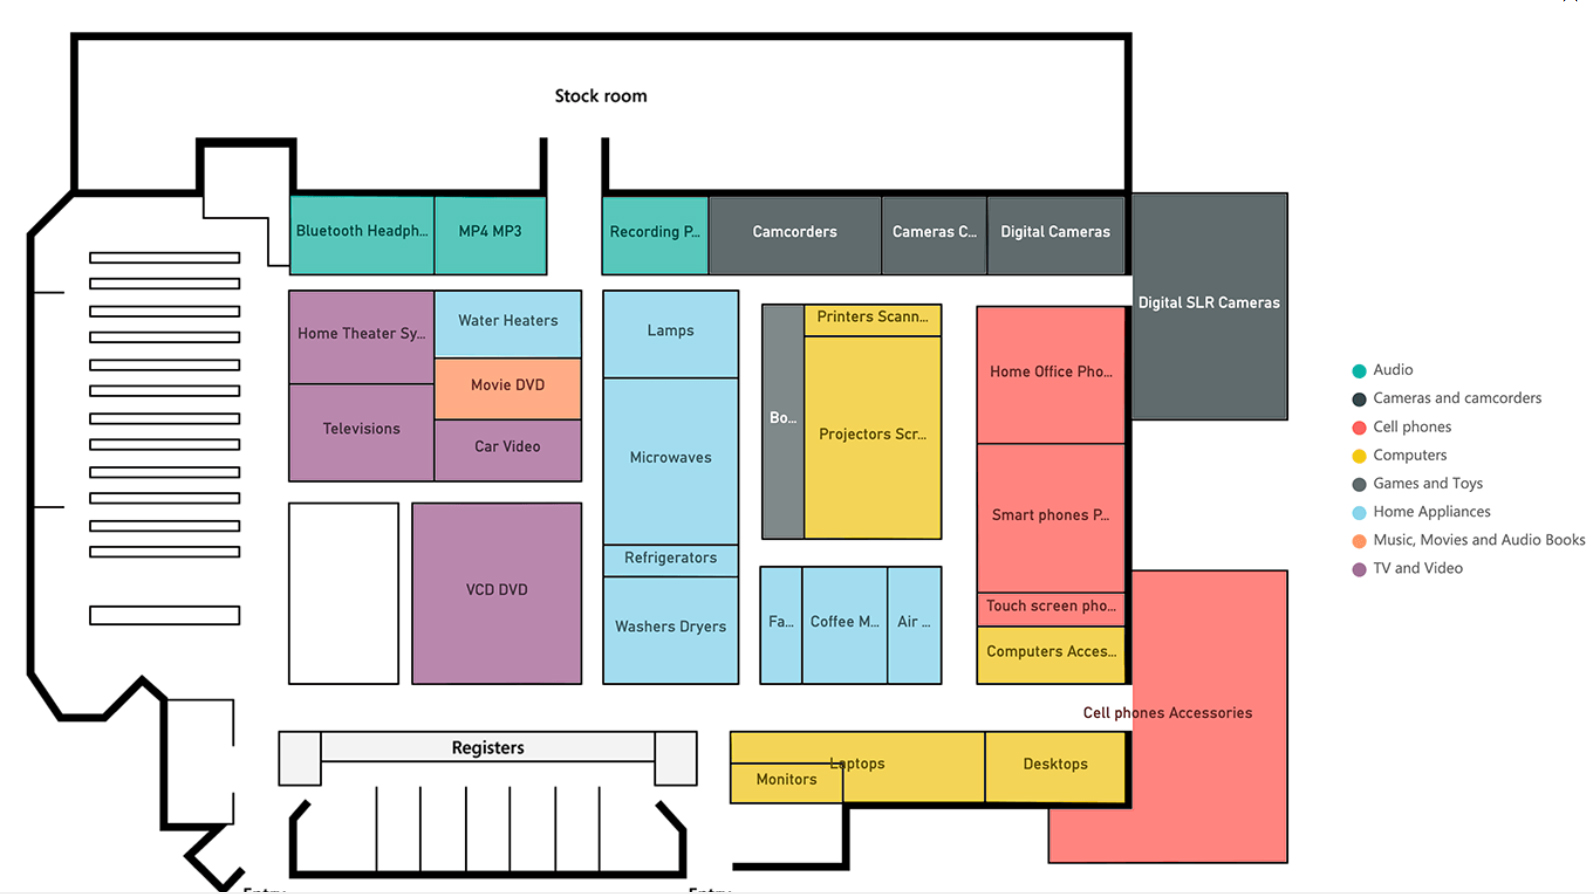 Stock room
Bluetooth Headph...
MP4 MP3
Recording P...
Camcorders
Cameras C...
Digital Cameras
Digital SLR Cameras
Home Theater Sy...
Water Heaters
Lamps
Printers Scann...
Home Office Pho...
Movie DVD
Televisions
Car Video
Bo...
Projectors Scr...
Microwaves
Smart phones P...
Refrigerators
VCD DVD
Touch screen pho...
Washers Dryers
Fa...
Coffee M...
Air ...
Computers Acces...
Cell phones Accessories
Registers
Laptops
Monitors
Desktops
Entry
Entry
Audio
Cameras and camcorders
Cell phones
Computers
Games and Toys
Home Appliances
Music, Movies and Audio Books
TV and Video